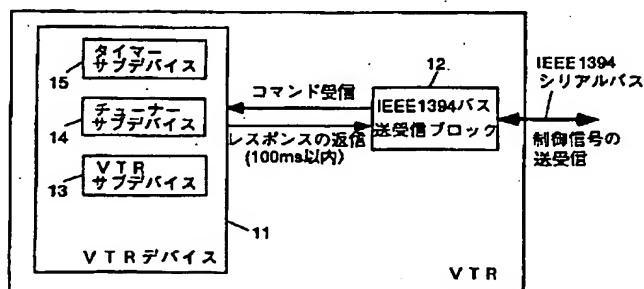 タイマー
サブデバイス
15
チューナー
サブデバイス
14
VTR
サブデバイス
13
VTRデバイス
11
コマンド受信
レスポンスの返信
(100ms以内)
12
IEEE1394バス
送受信ブロック
IEEE1394
シリアルバス
制御信号の
送受信
VTR